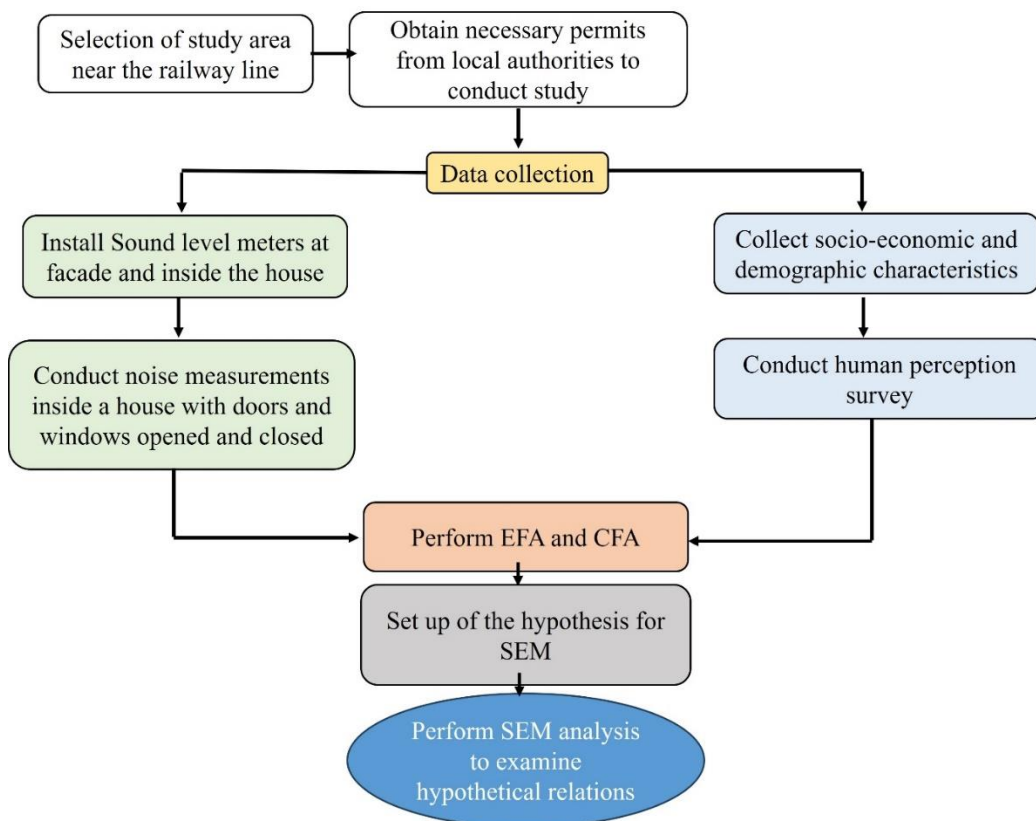 Selection of study area
near the railway line
Obtain necessary permits
from local authorities to
conduct study
Data collection
Install Sound level meters at
facade and inside the house
Collect socio-economic and
demographic characteristics
Conduct noise measurements
inside a house with doors and
windows opened and closed
Conduct human perception
survey
Perform EFA and CFA
Set up of the hypothesis for
SEM
Perform SEM analysis
to examine
hypothetical relations